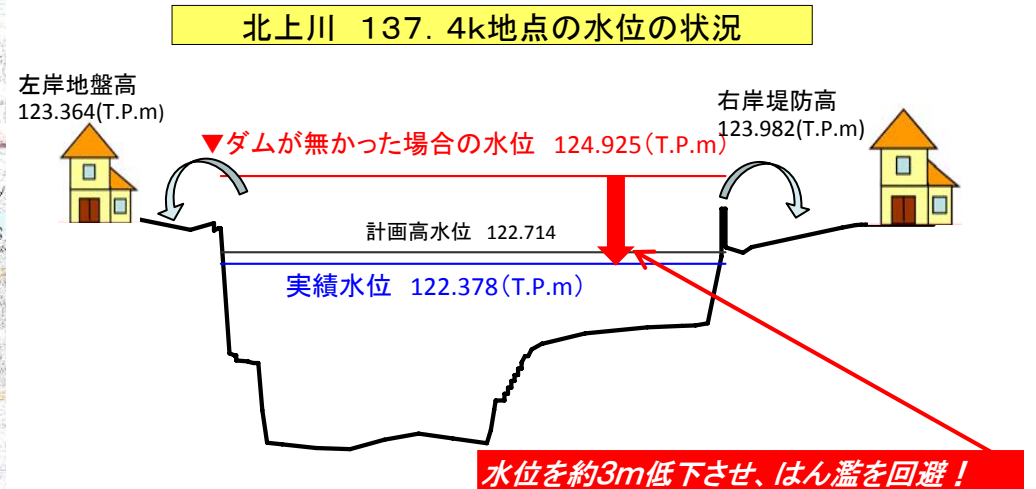 北上川　137．4k地点の水位の状況
左岸地盤高
123.364(T.P.m)
右岸堤防高
123.982(T.P.m)
▼ダムが無かった場合の水位　124.925(T.P.m)
計画高水位　122.714
実績水位　122.378(T.P.m)
水位を約3m低下させ、はん濫を回避！